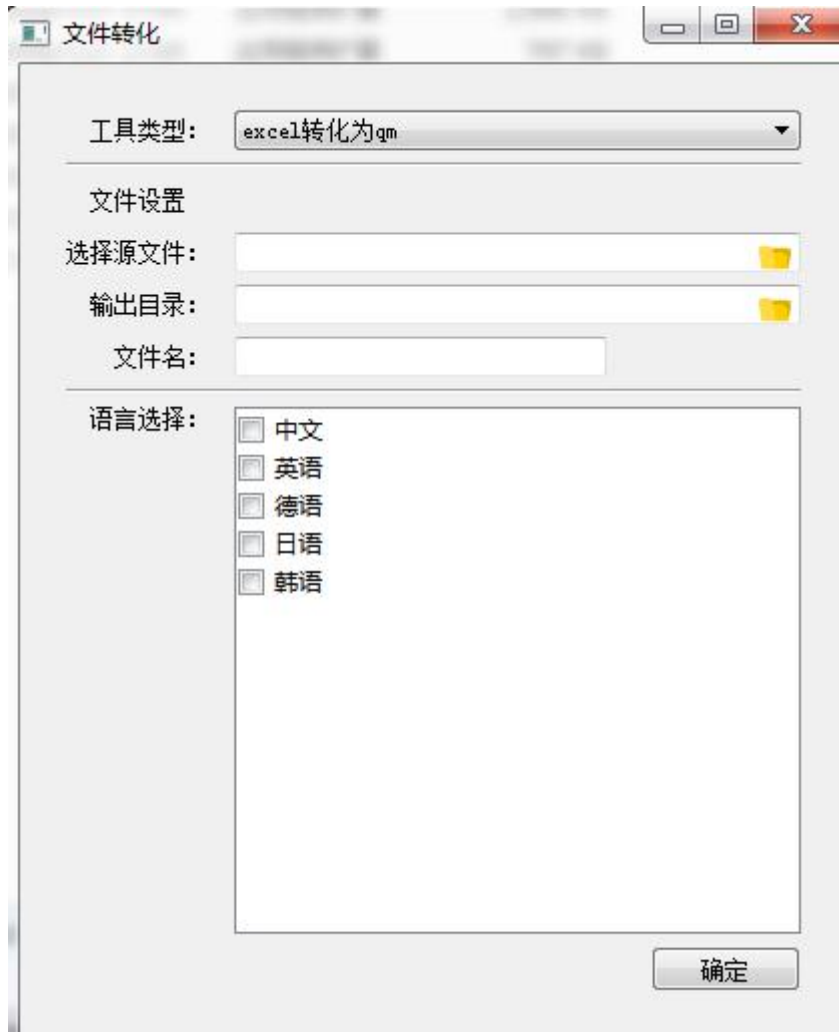 文件转化
工具类型: excel转化为qm
文件设置
选择源文件:
输出目录:
文件名:
语言选择:
中文
英语
德语
日语
韩语
确定